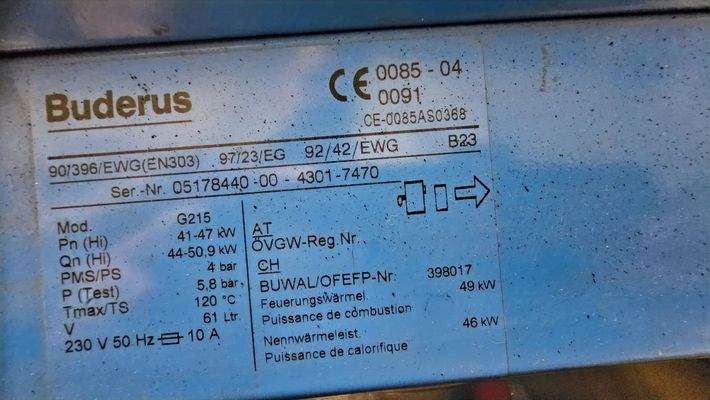 Buderus
CE 0085 - 04
0091
CE-0085AS0368
90/396/EWG(EN303) 97/23/EG 92/42/EWG B23
Ser.-Nr. 05178440-00 - 4301-7470
Mod. G215
Pn (Hi) 41-47 kW
Qn (Hi) 44-50,9 kW
PMS/PS 4 bar
P (Test) 5,8 bar
Tmax/TS 120 °C
V 61 Ltr.
230 V 50 Hz 10 A
AT
ÖVGW-Reg.Nr.
CH
BUWAL/OFEFP-Nr: 398017
Feuerungswärmel. 49 kW
Puissance de combustion
Nennwärmeleist. 46 kW
Puissance de calorifique